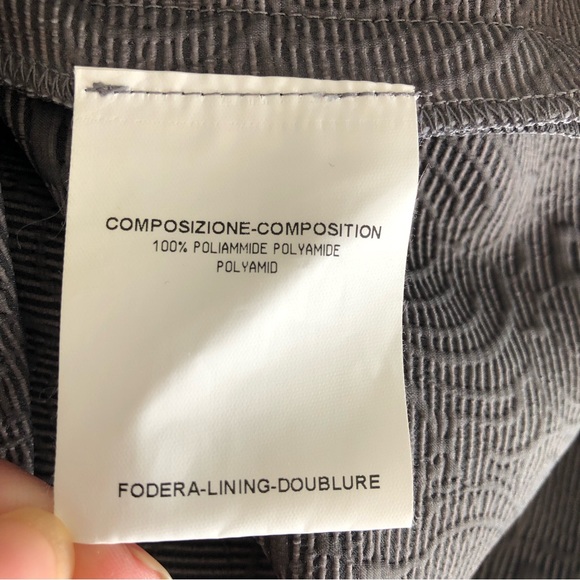 COMPOSIZIONE-COMPOSITION
100% POLIAMMIDE POLYAMIDE
POLYAMID
FODERA-LINING-DOUBLURE